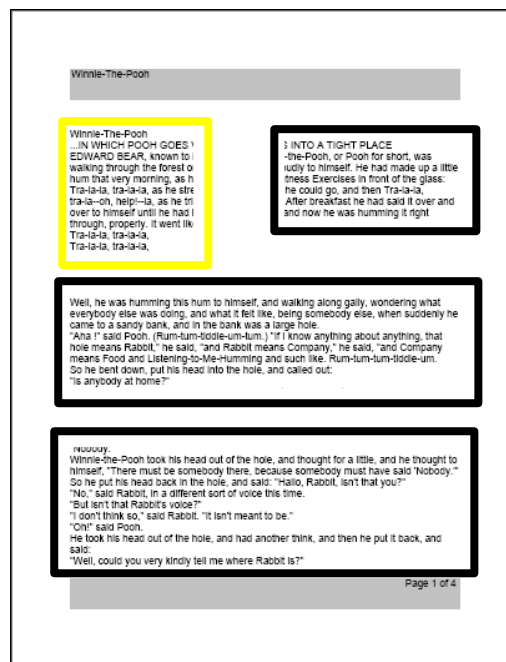 Winnie-The-Pooh
Winnie-The-Pooh
...IN WHICH POOH GOES
EDWARD BEAR, known to
walking through the forest o
hum that very morning, as h
Tra-la-la, tra-la-la, as he stre
tra-la--oh, help!--la, as he tri
over to himself until he had
through, properly. It went lik
Tra-la-la, tra-la-la,
Tra-la-la, tra-la-la,
S INTO A TIGHT PLACE
-the-Pooh, or Pooh for short, was
oudly to himself. He had made up a little
tness Exercises in front of the glass:
he could go, and then Tra-la-la,
After breakfast he had said it over and
and now he was humming it right
Well, he was humming this hum to himself, and walking along gaily, wondering what
everybody else was doing, and what it felt like, being somebody else, when suddenly he
came to a sandy bank, and in the bank was a large hole.
"Aha !" said Pooh. (Rum-tum-tiddle-um-tum.) "If I know anything about anything, that
hole means Rabbit," he said, "and Rabbit means Company," he said, "and Company
means Food and Listening-to-Me-Humming and such like. Rum-tum-tum-tiddle-um.
So he bent down, put his head into the hole, and called out:
"Is anybody at home?"
"Nobody."
Winnie-the-Pooh took his head out of the hole, and thought for a little, and he thought to
himself, "There must be somebody there, because somebody must have said 'Nobody.'"
So he put his head back in the hole, and said: "Hallo, Rabbit, isn't that you?"
"No," said Rabbit, in a different sort of voice this time.
"But isn't that Rabbit's voice?"
"I don't think so," said Rabbit. "It isn't meant to be."
"Oh!" said Pooh.
He took his head out of the hole, and had another think, and then he put it back, and
said:
"Well, could you very kindly tell me where Rabbit is?"
Page 1 of 4